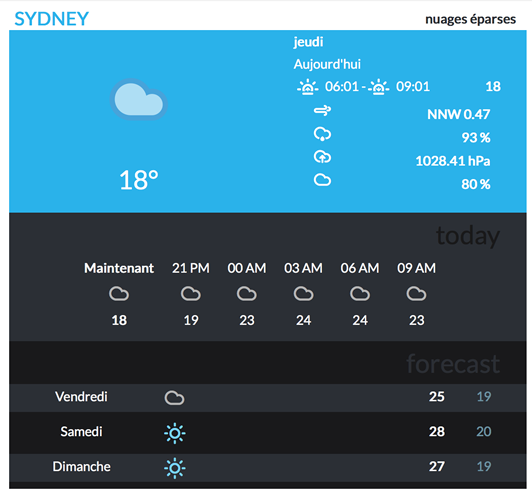 SYDNEY nuages éparses
jeudi
Aujourd'hui
06:01 - 09:01 18
NNW 0.47
93 %
1028.41 hPa
80 %
18°
today
Maintenant 21 PM 00 AM 03 AM 06 AM 09 AM
18 19 23 24 24 23
forecast
Vendredi 25 19
Samedi 28 20
Dimanche 27 19